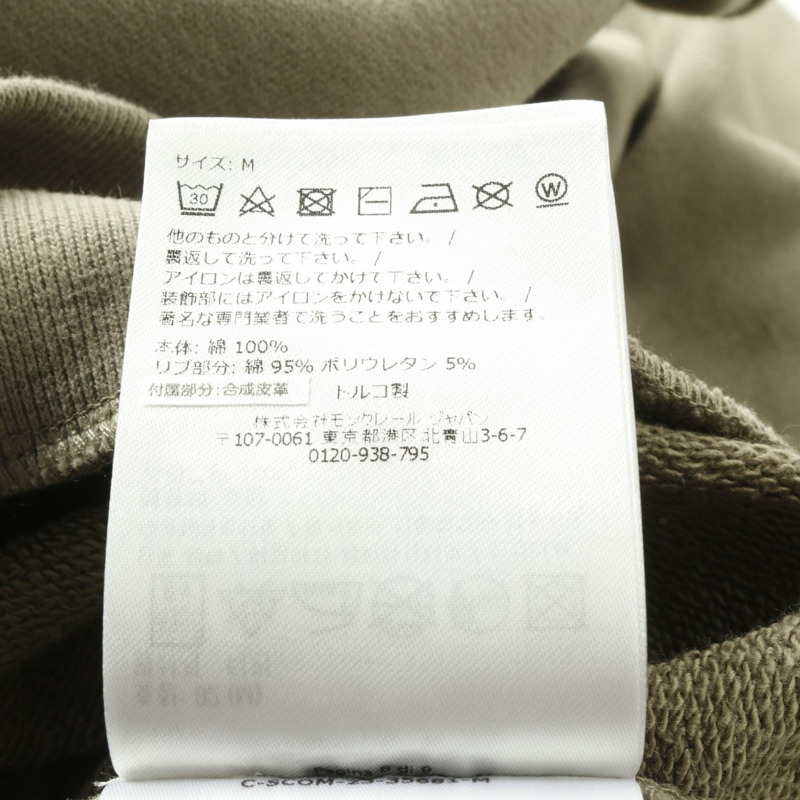 サイズ: M
30
W
他のものと分けて洗って下さい。 /
裏返して洗って下さい。 /
アイロンは裏返してかけて下さい。 /
装飾部にはアイロンをかけないで下さい。 /
著名な専門業者で洗うことをおすすめします。
本体: 綿 100%
リブ部分: 綿 95% ポリウレタン 5%
付属部分:合成皮革 トルコ製
株式会社モンクレール ジャパン
〒107-0061 東京都港区北青山3-6-7
0120-938-795
C-SCOM-23-35681-M